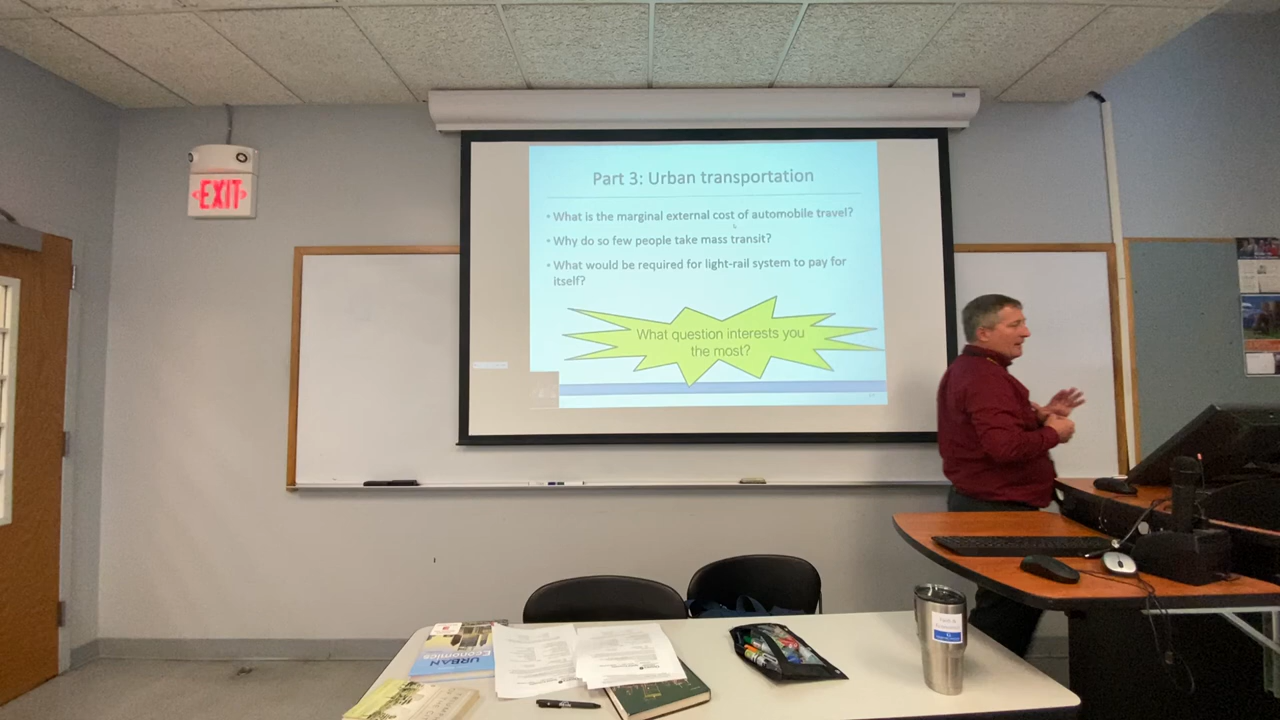 EXIT
Part 3: Urban transportation
• What is the marginal external cost of automobile travel?
• Why do so few people take mass transit?
• What would be required for light-rail system to pay for
itself?
What question interests you
the most?
URBAN
Economics